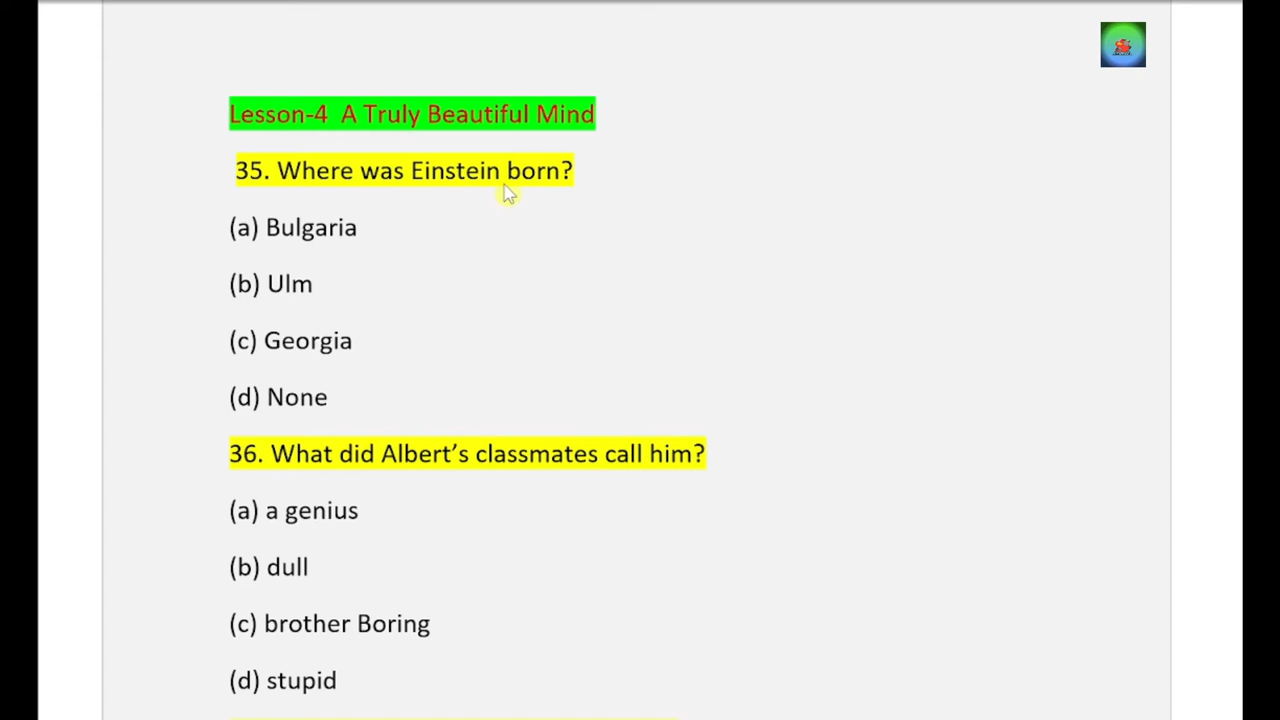 Lesson-4 A Truly Beautiful Mind
35. Where was Einstein born?
(a) Bulgaria
(b) Ulm
(c) Georgia
(d) None
36. What did Albert’s classmates call him?
(a) a genius
(b) dull
(c) brother Boring
(d) stupid